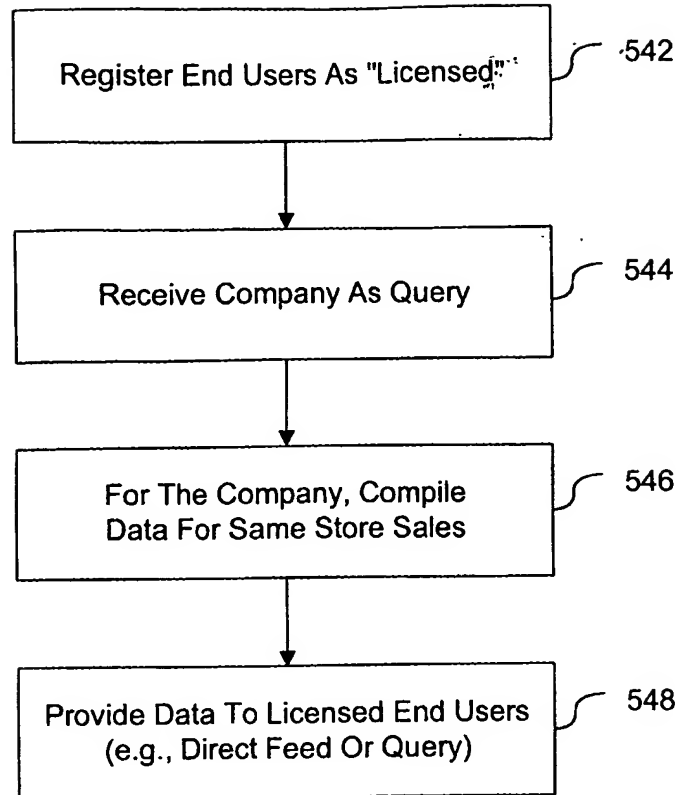 Register End Users As "Licensed"
542
Receive Company As Query
544
For The Company, Compile
Data For Same Store Sales
546
Provide Data To Licensed End Users
(e.g., Direct Feed Or Query)
548